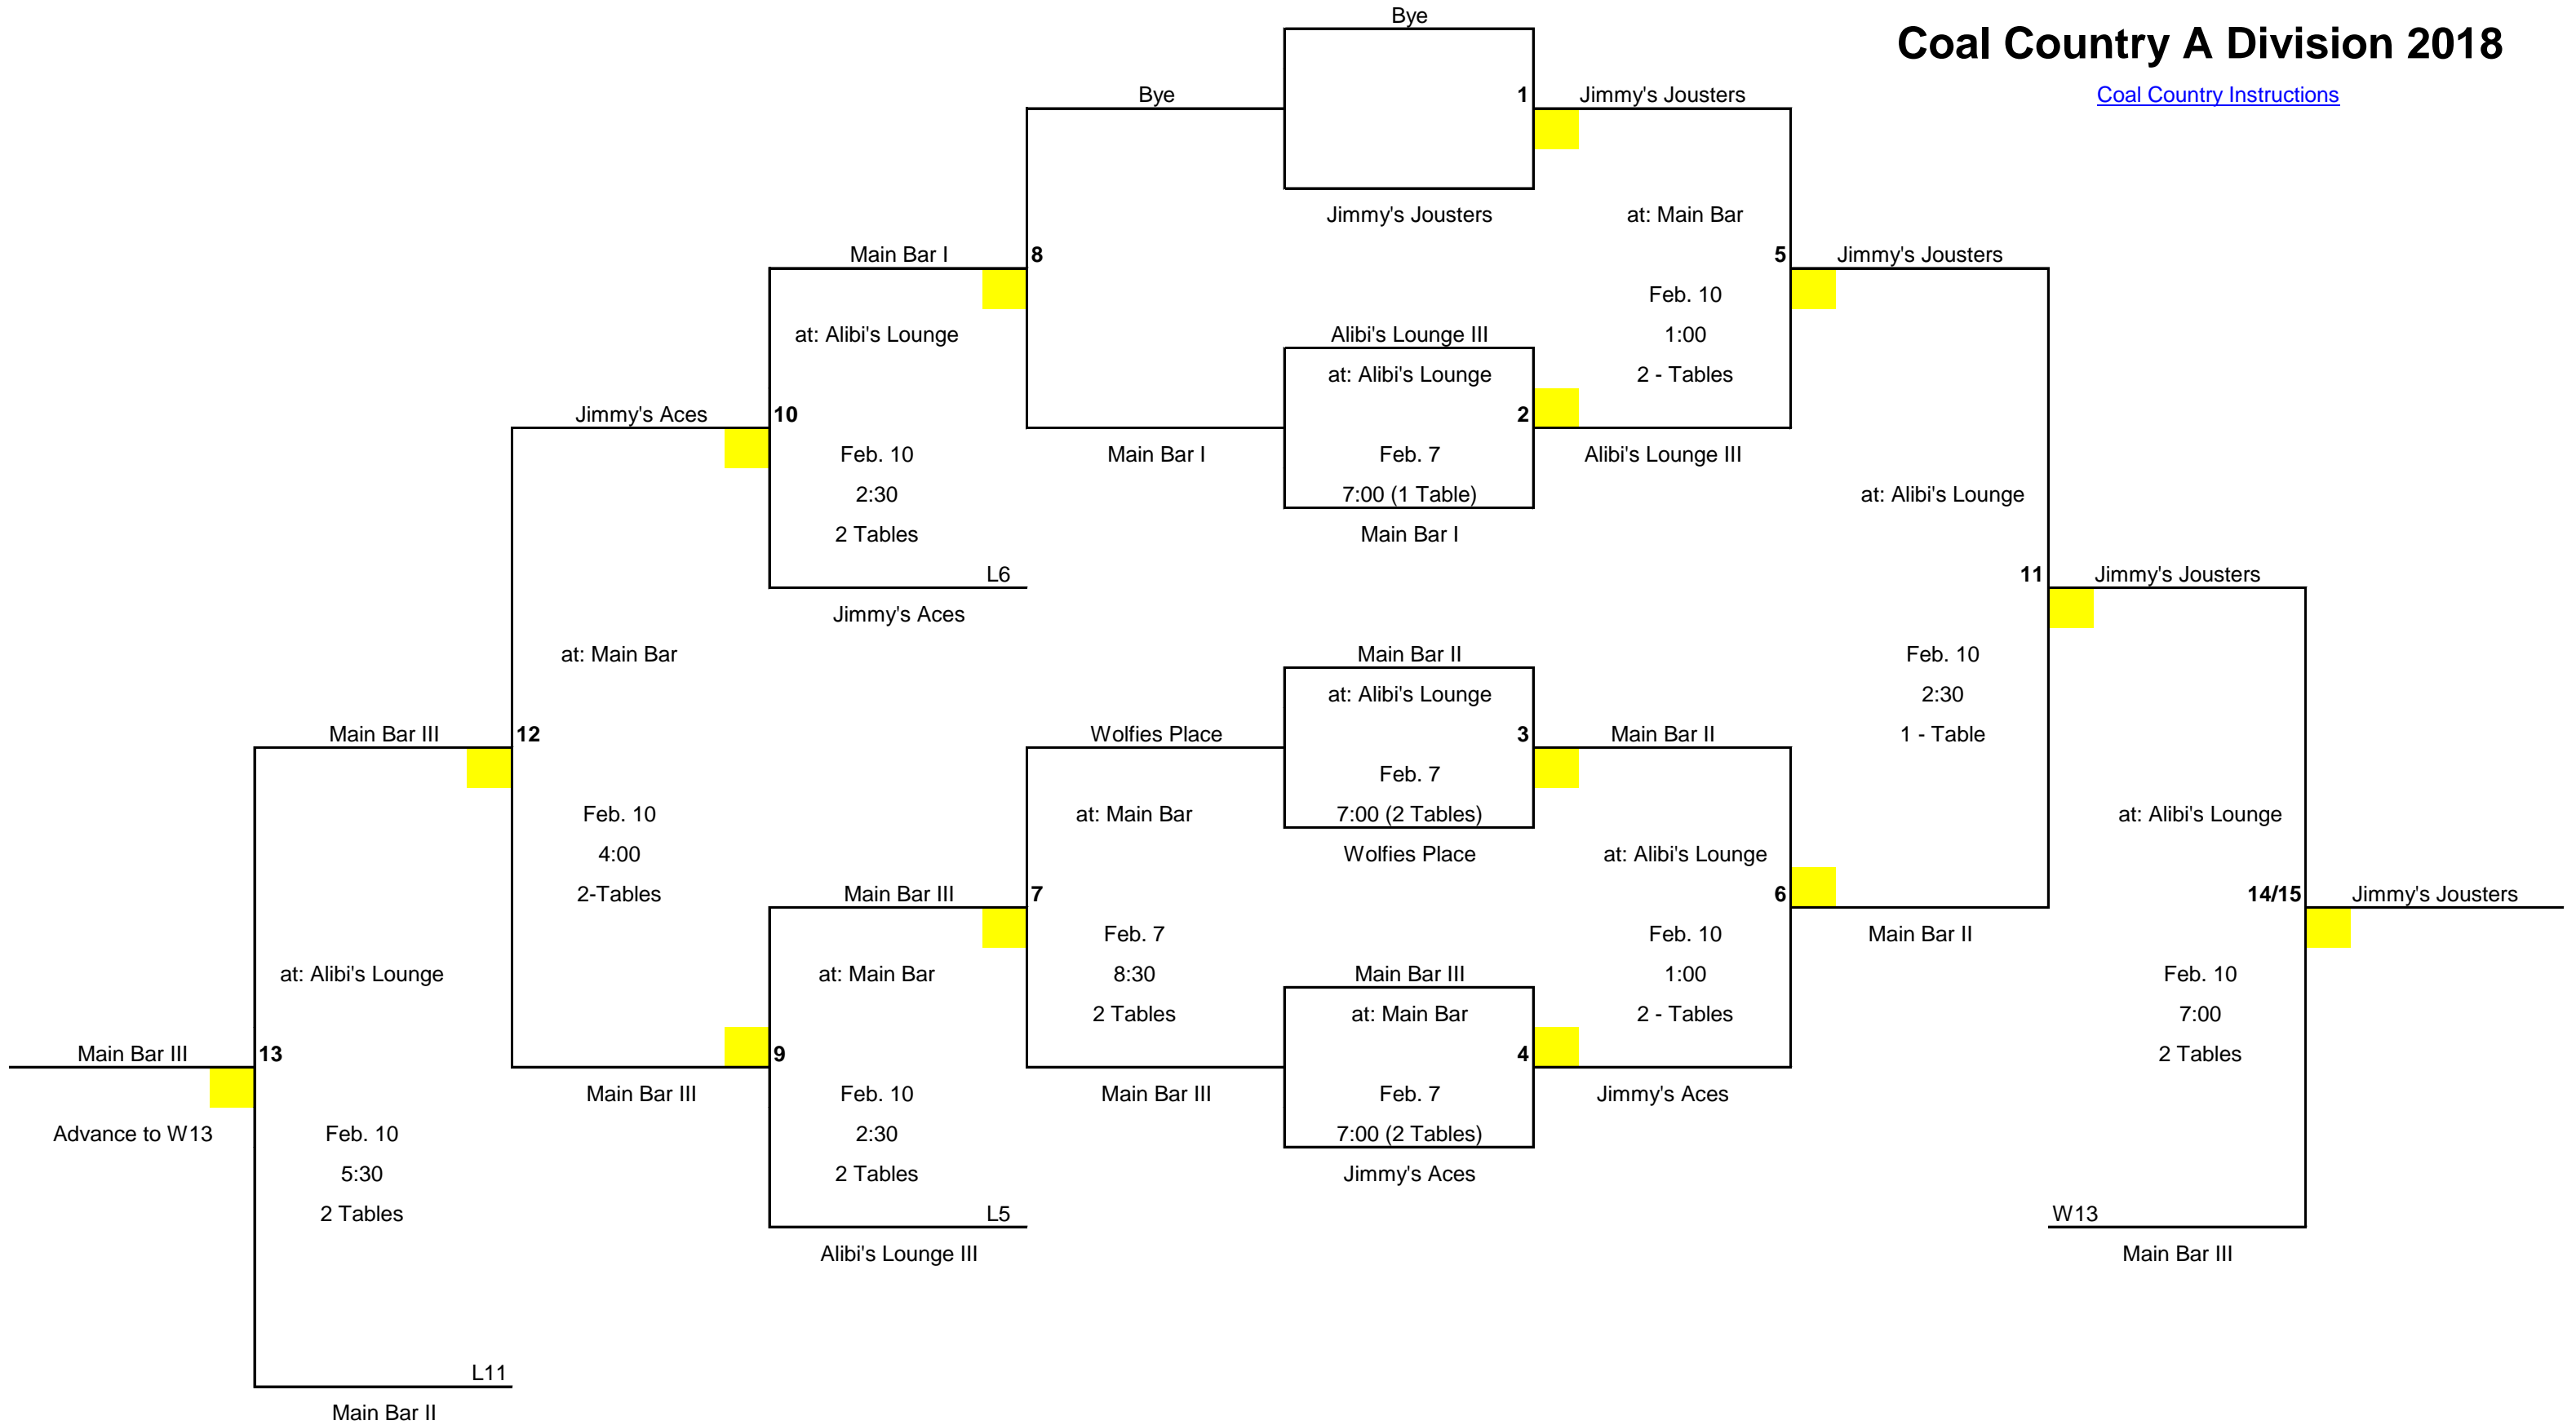 Bye
Coal Country A Division 2018
Bye
1
Jimmy's Jousters
Coal Country Instructions
Jimmy's Jousters
at: Main Bar
Main Bar I
8
5
Jimmy's Jousters
Feb. 10
at: Alibi's Lounge
Alibi's Lounge III
1:00
at: Alibi's Lounge
2 - Tables
Jimmy's Aces
10
2
Feb. 10
Main Bar I
Feb. 7
Alibi's Lounge III
2:30
7:00 (1 Table)
at: Alibi's Lounge
2 Tables
Main Bar I
L6
11
Jimmy's Jousters
Jimmy's Aces
at: Main Bar
Main Bar II
Feb. 10
at: Alibi's Lounge
2:30
Main Bar III
12
Wolfies Place
3
Main Bar II
1 - Table
Feb. 7
Feb. 10
at: Main Bar
7:00 (2 Tables)
at: Alibi's Lounge
4:00
Wolfies Place
at: Alibi's Lounge
2-Tables
Main Bar III
7
6
14/15
Jimmy's Jousters
Feb. 7
Feb. 10
Main Bar II
at: Alibi's Lounge
at: Main Bar
8:30
Main Bar III
1:00
Feb. 10
2 Tables
at: Main Bar
2 - Tables
7:00
Main Bar III
13
9
4
2 Tables
Main Bar III
Feb. 10
Main Bar III
Feb. 7
Jimmy's Aces
Advance to W13
Feb. 10
2:30
7:00 (2 Tables)
5:30
2 Tables
Jimmy's Aces
2 Tables
L5
W13
Alibi's Lounge III
Main Bar III
L11
Main Bar II